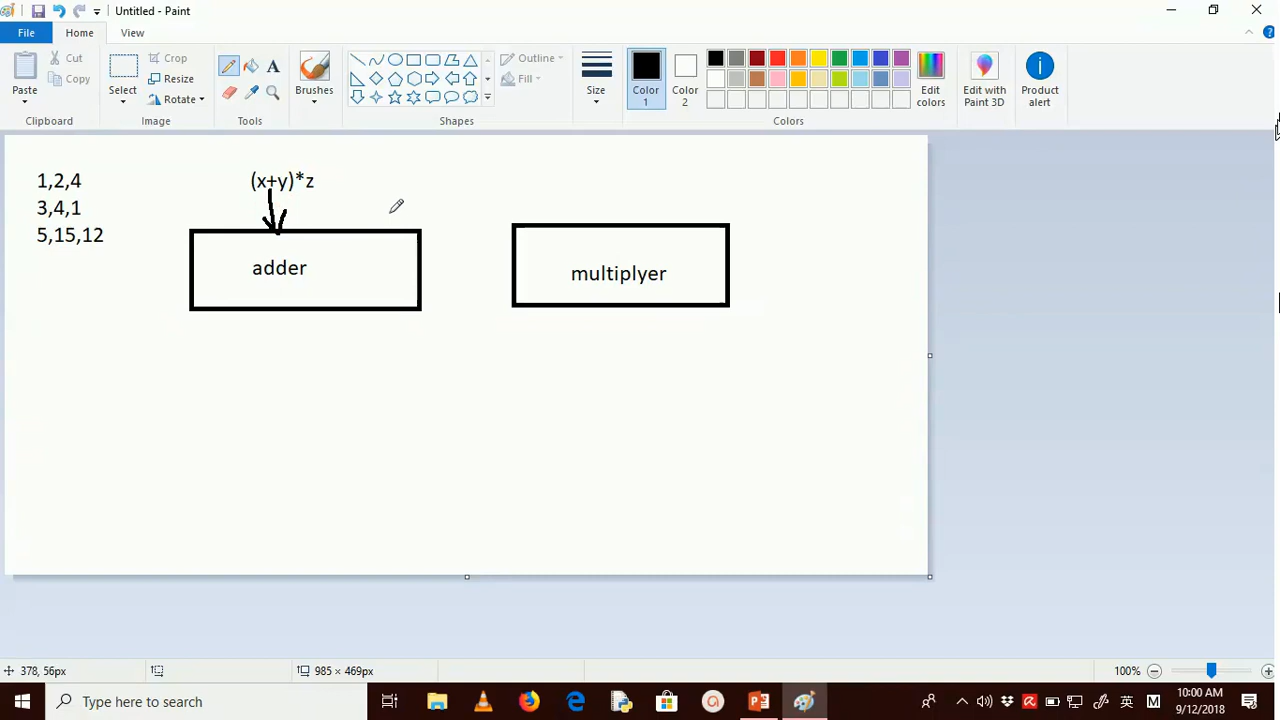 Untitled - Paint
File
Home
View
Paste
Cut
Copy
Clipboard
Select
Crop
Resize
Rotate
Image
A
Tools
Brushes
Outline
Fill
Shapes
Size
Color 1
Color 2
Edit colors
Colors
Edit with Paint 3D
Product alert
1,2,4
3,4,1
5,15,12
(x+y)*z
adder
multiplyer
378, 56px
985 × 469px
100%
Type here to search
英
M
10:00 AM
9/12/2018